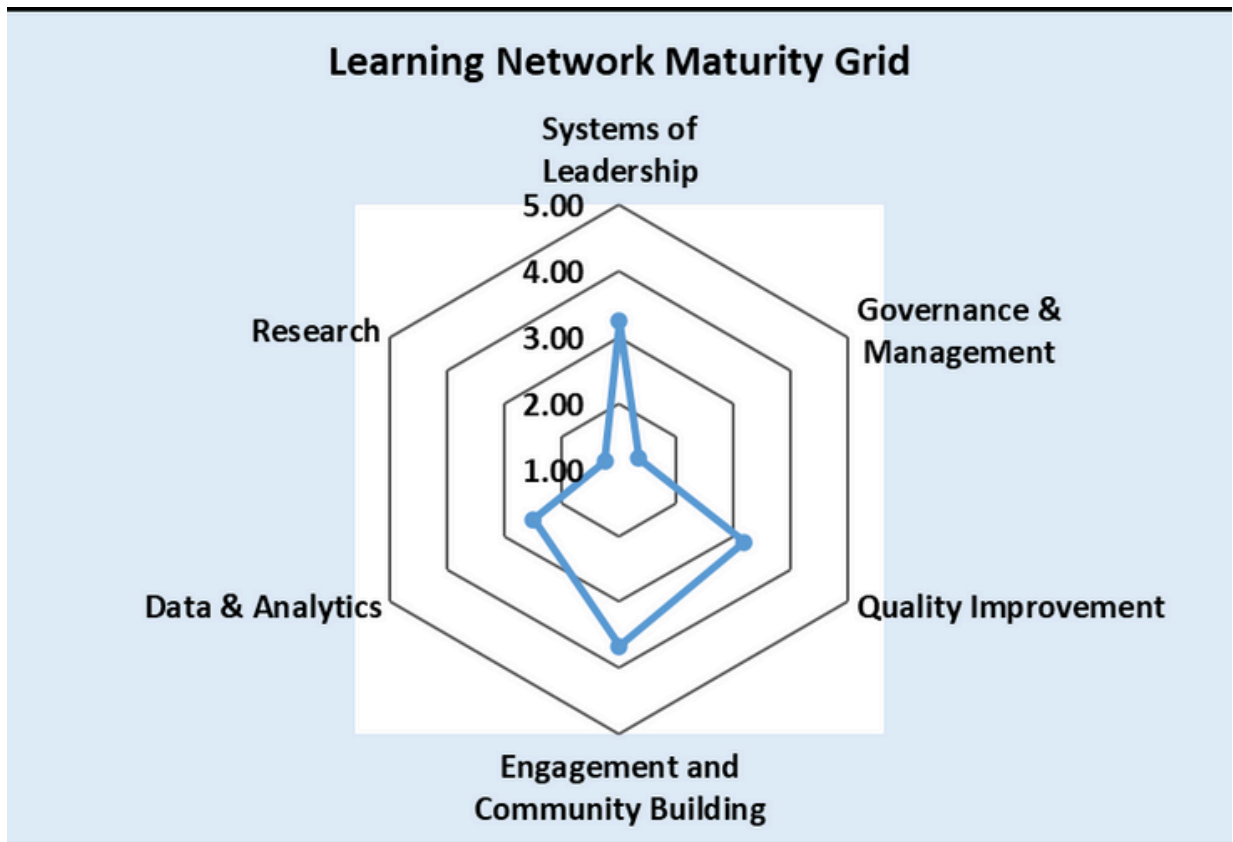 Learning Network Maturity Grid
Systems of
Leadership
5.00
4.00
3.00
2.00
1.00
Governance &
Management
Quality Improvement
Engagement and
Community Building
Data & Analytics
Research